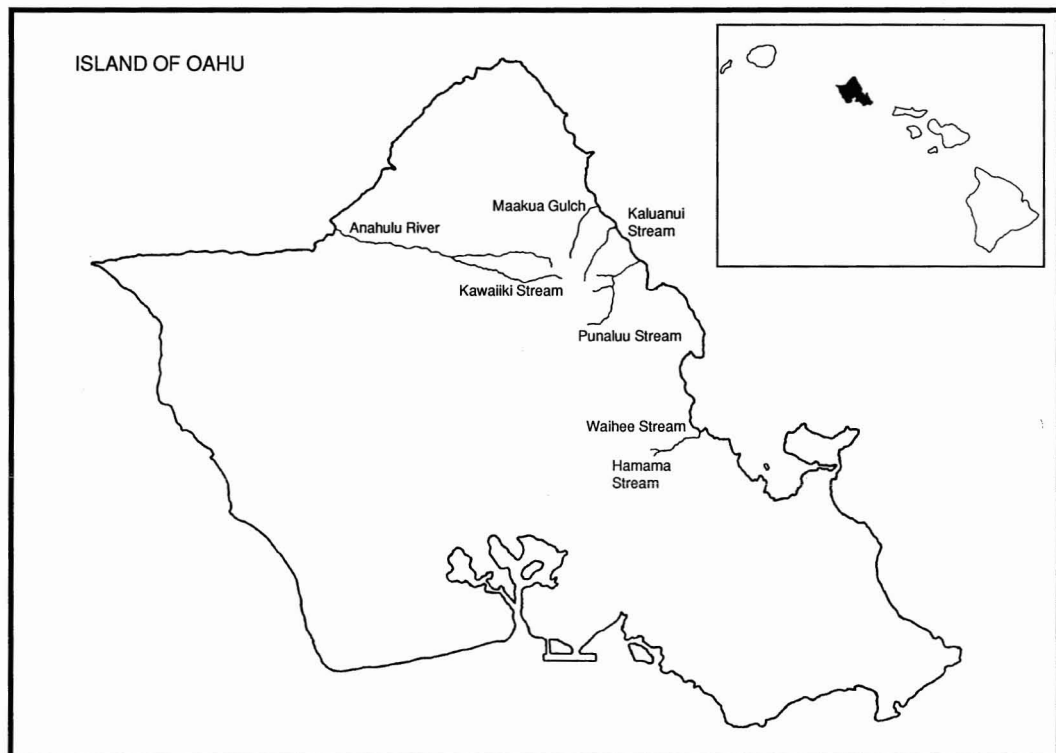 ISLAND OF OAHU
Maakua Gulch
Kaluanui
Stream
Anahulu River
Kawaiiki Stream
Punaluu Stream
Waihee Stream
Hamama
Stream